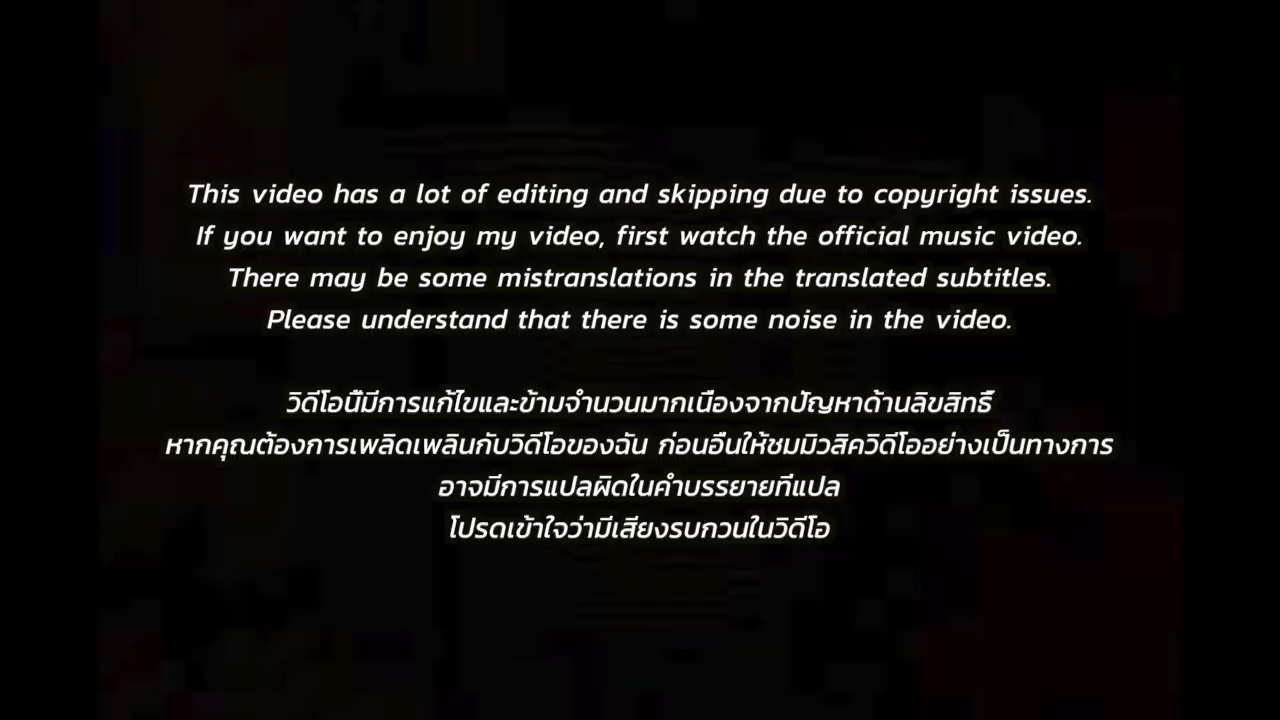 This video has a lot of editing and skipping due to copyright issues.
If you want to enjoy my video, first watch the official music video.
There may be some mistranslations in the translated subtitles.
Please understand that there is some noise in the video.
วิดีโอนี้มีการแก้ไขและข้ามจำนวนมากเนื่องจากปัญหาด้านลิขสิทธิ์
หากคุณต้องการเพลิดเพลินกับวิดีโอของฉัน ก่อนอื่นให้ชมมิวสิควิดีโออย่างเป็นทางการ
อาจมีการแปลผิดในคำบรรยายที่แปล
โปรดเข้าใจว่ามีเสียงรบกวนในวิดีโอ